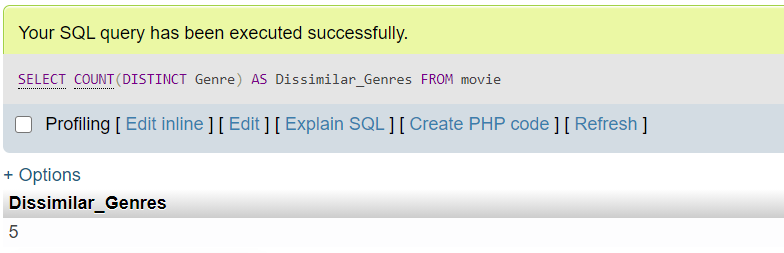 Your SQL query has been executed successfully.
SELECT COUNT(DISTINCT Genre) AS Dissimilar_Genres FROM movie
Profiling [ Edit inline ] [ Edit ] [ Explain SQL ] [ Create PHP code ] [ Refresh ]
+ Options
Dissimilar_Genres
5